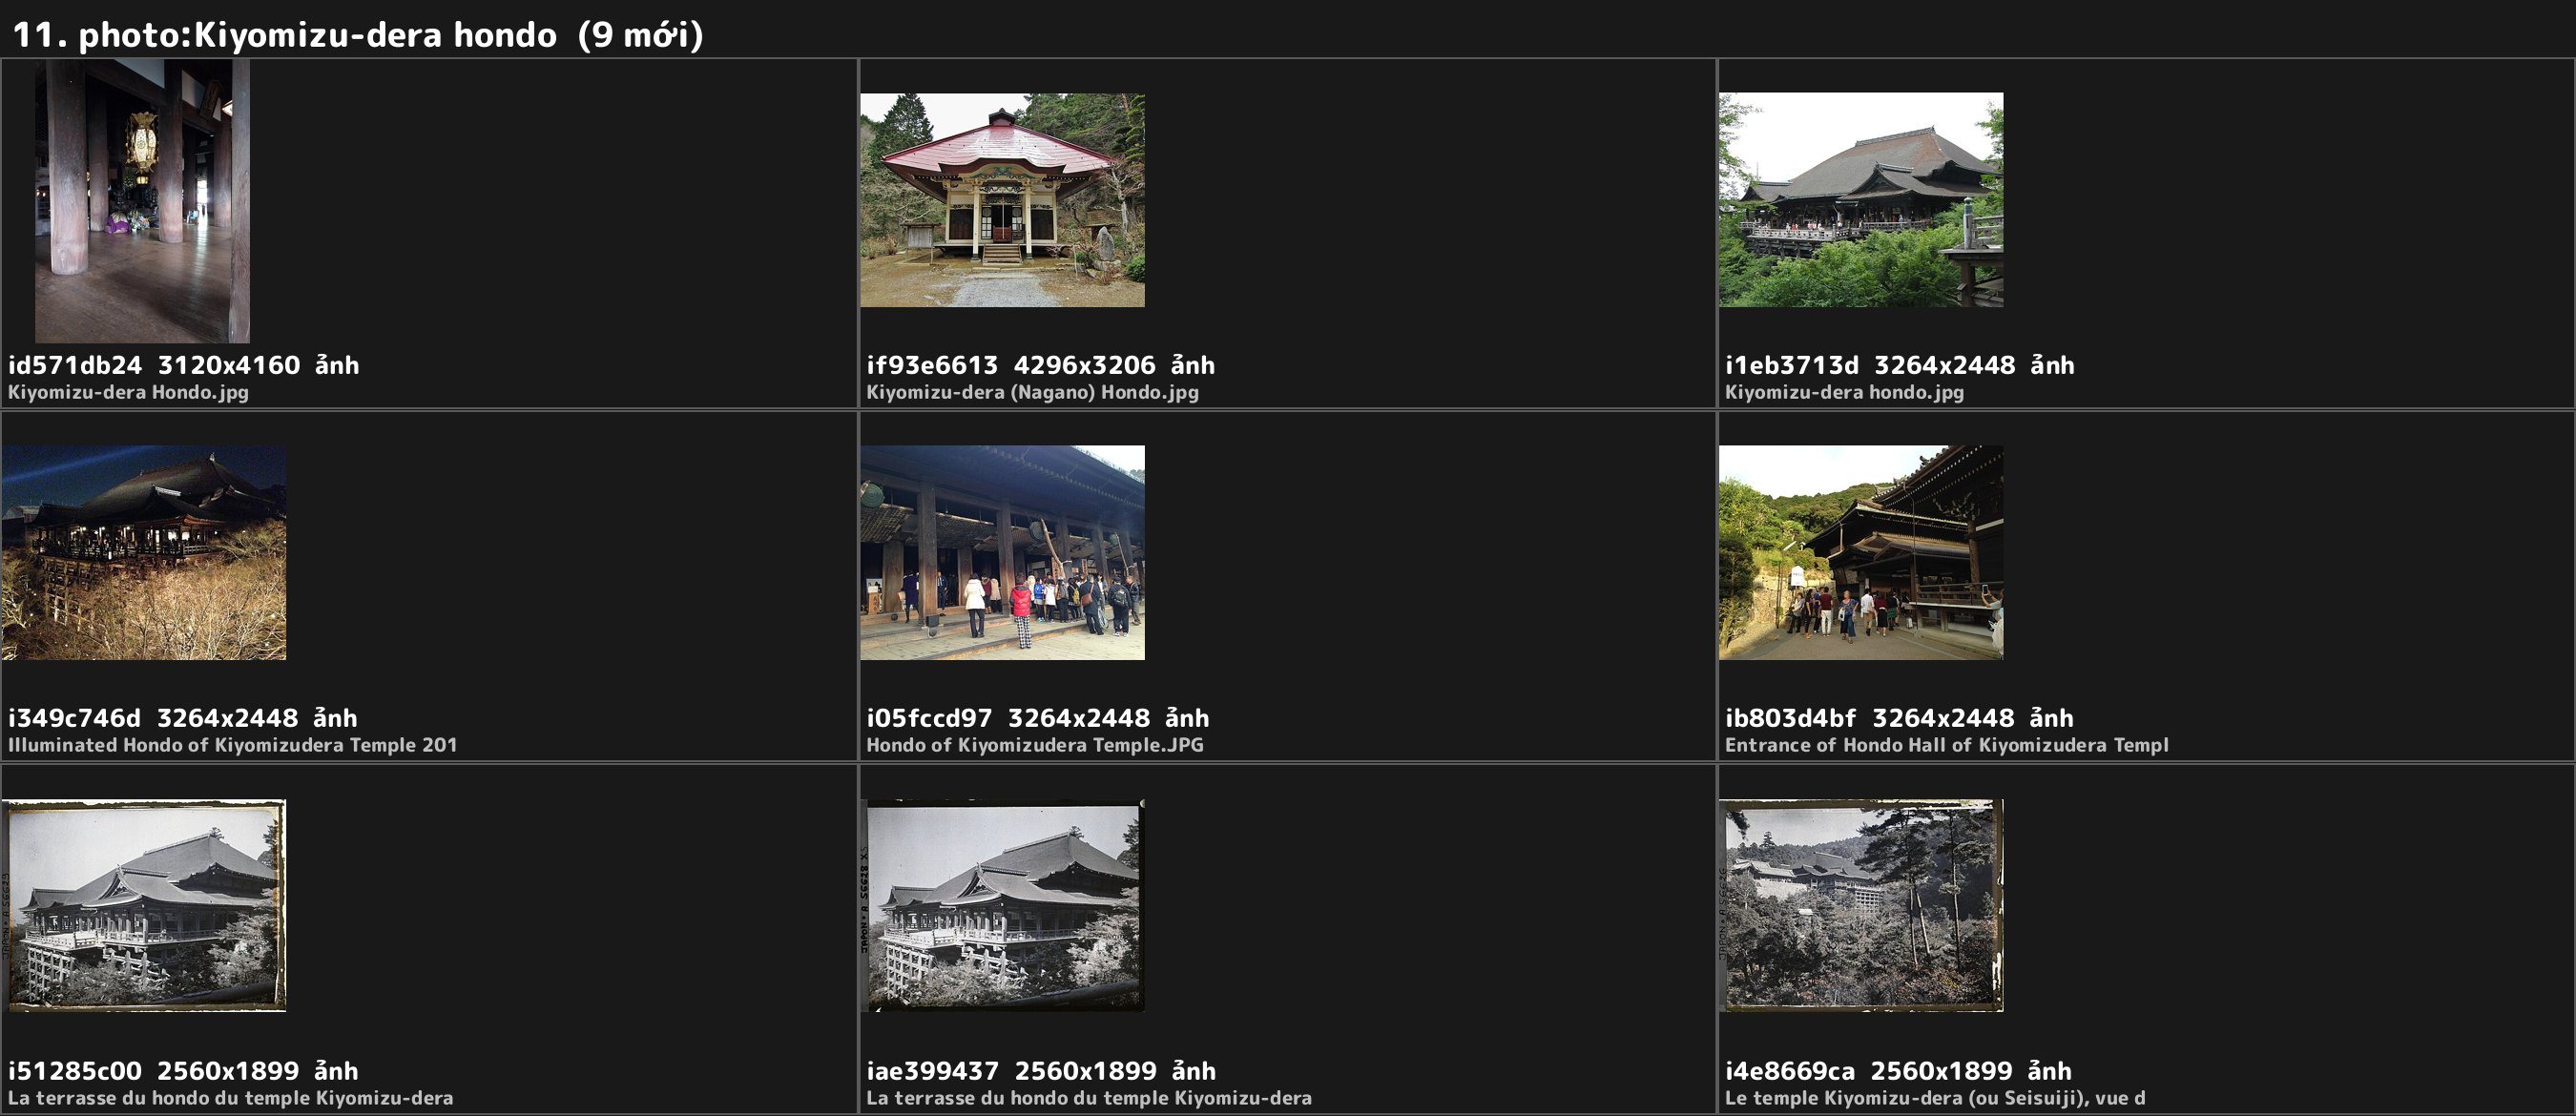 11. photo:Kiyomizu-dera hondo (9 mới)
id571db24 3120x4160 ảnh
Kiyomizu-dera Hondo.jpg
if93e6613 4296x3206 ảnh
Kiyomizu-dera (Nagano) Hondo.jpg
i1eb3713d 3264x2448 ảnh
Kiyomizu-dera hondo.jpg
i349c746d 3264x2448 ảnh
Illuminated Hondo of Kiyomizudera Temple 201
i05fccd97 3264x2448 ảnh
Hondo of Kiyomizudera Temple.JPG
ib803d4bf 3264x2448 ảnh
Entrance of Hondo Hall of Kiyomizudera Templ
i51285c00 2560x1899 ảnh
La terrasse du hondo du temple Kiyomizu-dera
iae399437 2560x1899 ảnh
La terrasse du hondo du temple Kiyomizu-dera
i4e8669ca 2560x1899 ảnh
Le temple Kiyomizu-dera (ou Seisuiji), vue d